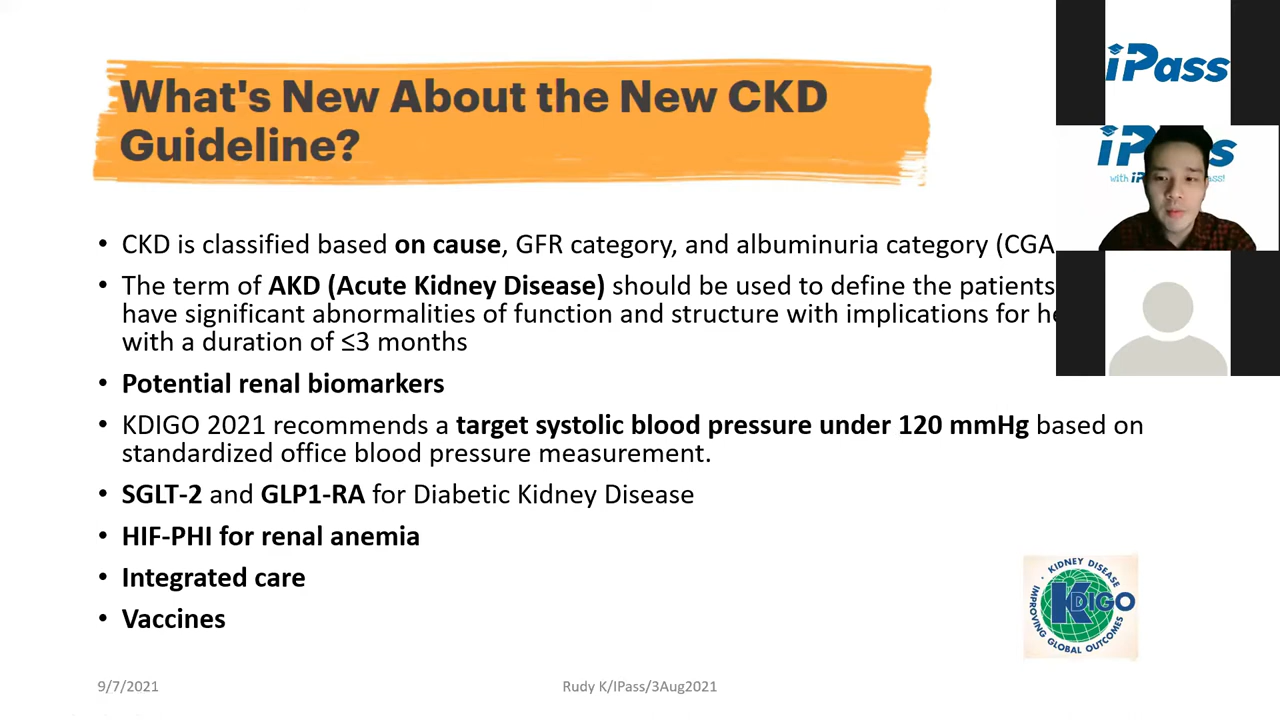 What's New About the New CKD
Guideline?
• CKD is classified based on cause, GFR category, and albuminuria category (CGA
• The term of AKD (Acute Kidney Disease) should be used to define the patients
have significant abnormalities of function and structure with implications for he
with a duration of ≤3 months
• Potential renal biomarkers
• KDIGO 2021 recommends a target systolic blood pressure under 120 mmHg based on
standardized office blood pressure measurement.
• SGLT-2 and GLP1-RA for Diabetic Kidney Disease
• HIF-PHI for renal anemia
• Integrated care
• Vaccines
9/7/2021
Rudy K/IPass/3Aug2021
iPass
with
KIDNEY DISEASE
KDIGO
IMPROVING GLOBAL OUTCOMES